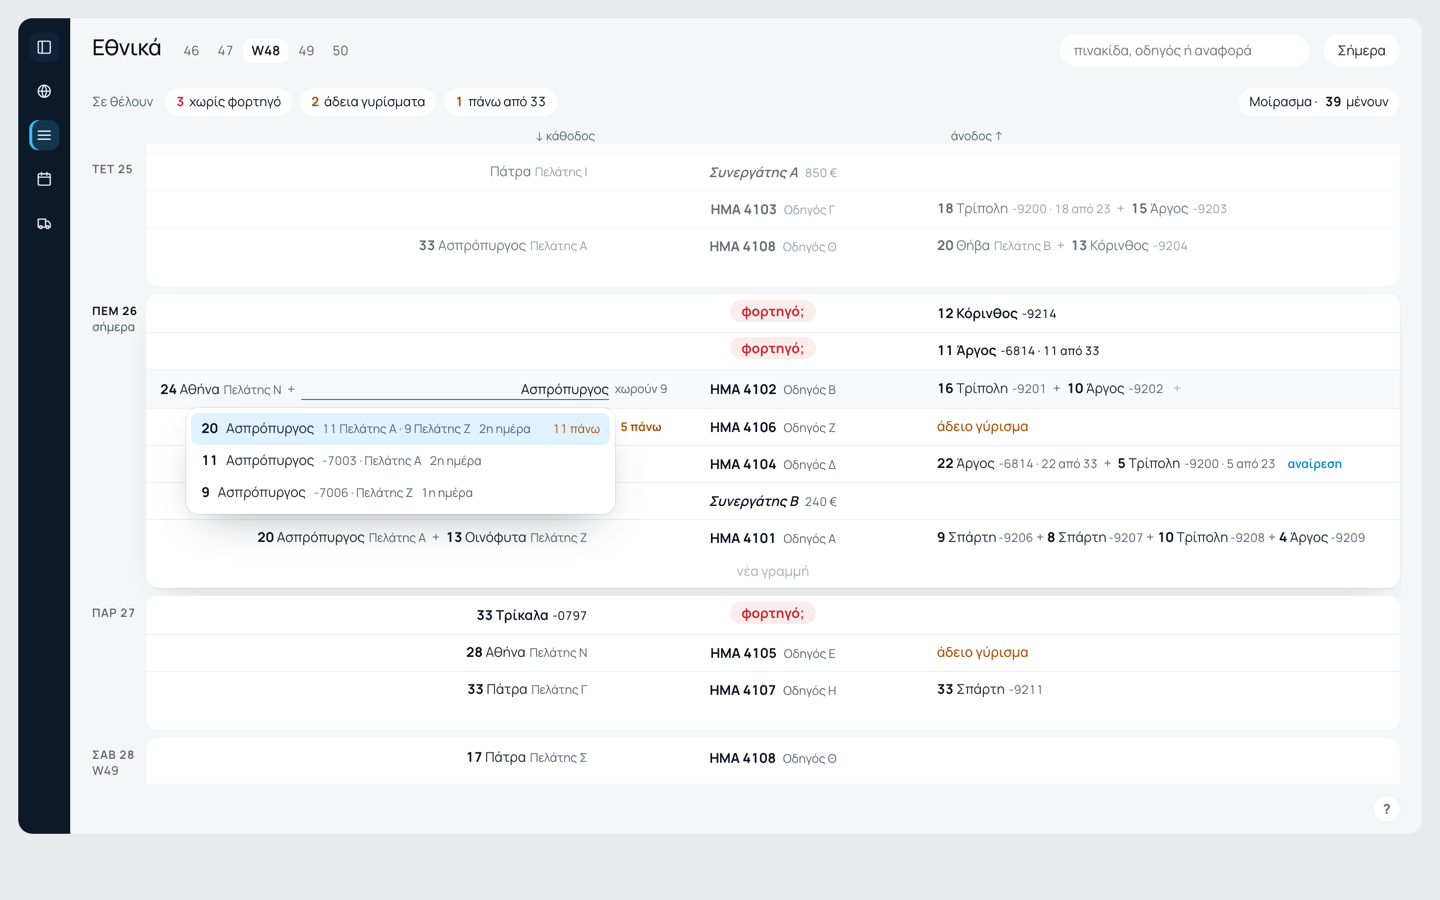 Εθνικά 46 47 W48 49 50 πινακίδα, οδηγός ή αναφορά Σήμερα
Σε θέλουν 3 χωρίς φορτηγό 2 άδεια γυρίσματα 1 πάνω από 33 Μοίρασμα · 39 μένουν
↓ κάθοδος άνοδος ↑
ΤΕΤ 25 Πάτρα Πελάτης Ι Συνεργάτης Α 850 €
ΗΜΑ 4103 Οδηγός Γ 18 Τρίπολη -9200 · 18 από 23 + 15 Άργος -9203
33 Ασπρόπυργος Πελάτης Α ΗΜΑ 4108 Οδηγός Θ 20 Θήβα Πελάτης Β + 13 Κόρινθος -9204
ΠΕΜ 26 φορτηγό; 12 Κόρινθος -9214
σήμερα
φορτηγό; 11 Άργος -6814 · 11 από 33
24 Αθήνα Πελάτης Ν + Ασπρόπυργος χωρούν 9 ΗΜΑ 4102 Οδηγός Β 16 Τρίπολη -9201 + 10 Άργος -9202 +
20 Ασπρόπυργος 11 Πελάτης Α · 9 Πελάτης Ζ 2η ημέρα 11 πάνω 5 πάνω ΗΜΑ 4106 Οδηγός Ζ άδειο γύρισμα
11 Ασπρόπυργος -7003 · Πελάτης Α 2η ημέρα ΗΜΑ 4104 Οδηγός Δ 22 Άργος -6814 · 22 από 33 + 5 Τρίπολη -9200 · 5 από 23 αναίρεση
9 Ασπρόπυργος -7006 · Πελάτης Ζ 1η ημέρα Συνεργάτης Β 240 €
20 Ασπρόπυργος Πελάτης Α + 13 Οινόφυτα Πελάτης Ζ ΗΜΑ 4101 Οδηγός Α 9 Σπάρτη -9206 + 8 Σπάρτη -9207 + 10 Τρίπολη -9208 + 4 Άργος -9209
νέα γραμμή
ΠΑΡ 27 33 Τρίκαλα -0797 φορτηγό;
28 Αθήνα Πελάτης Ν ΗΜΑ 4105 Οδηγός Ε άδειο γύρισμα
33 Πάτρα Πελάτης Γ ΗΜΑ 4107 Οδηγός Η 33 Σπάρτη -9211
ΣΑΒ 28 17 Πάτρα Πελάτης Σ ΗΜΑ 4108 Οδηγός Θ
W49
?